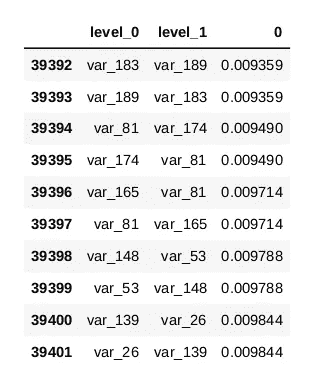 level_0 level_1 0
39392 var_183 var_189 0.009359
39393 var_189 var_183 0.009359
39394 var_81 var_174 0.009490
39395 var_174 var_81 0.009490
39396 var_165 var_81 0.009714
39397 var_81 var_165 0.009714
39398 var_148 var_53 0.009788
39399 var_53 var_148 0.009788
39400 var_139 var_26 0.009844
39401 var_26 var_139 0.009844